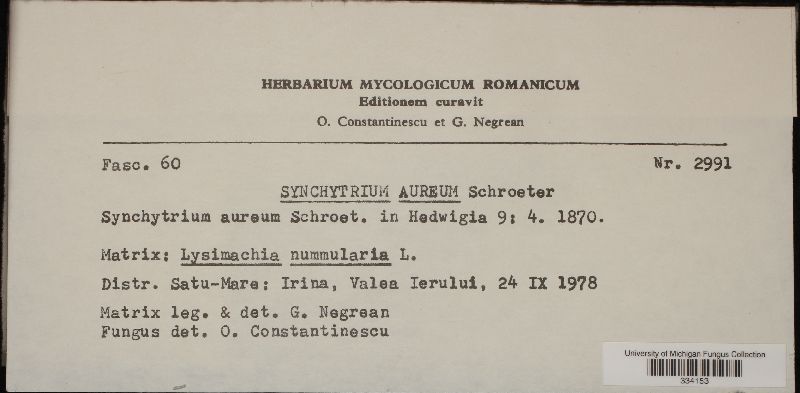 HERBARIUM MYCOLOGICUM ROMANICUM
Editionem curavit
O. Constantinescu et G. Negrean
Fasc. 60 Nr. 2991
SYNCHYTRIUM AUREUM Schroeter
Synchytrium aureum Schroet. in Hedwigia 9: 4. 1870.
Matrix: Lysimachia nummularia L.
Distr. Satu-Mare: Irina, Valea Ierului, 24 IX 1978
Matrix leg. & det. G. Negrean
Fungus det. O. Constantinescu
University of Michigan Fungus Collection
334153